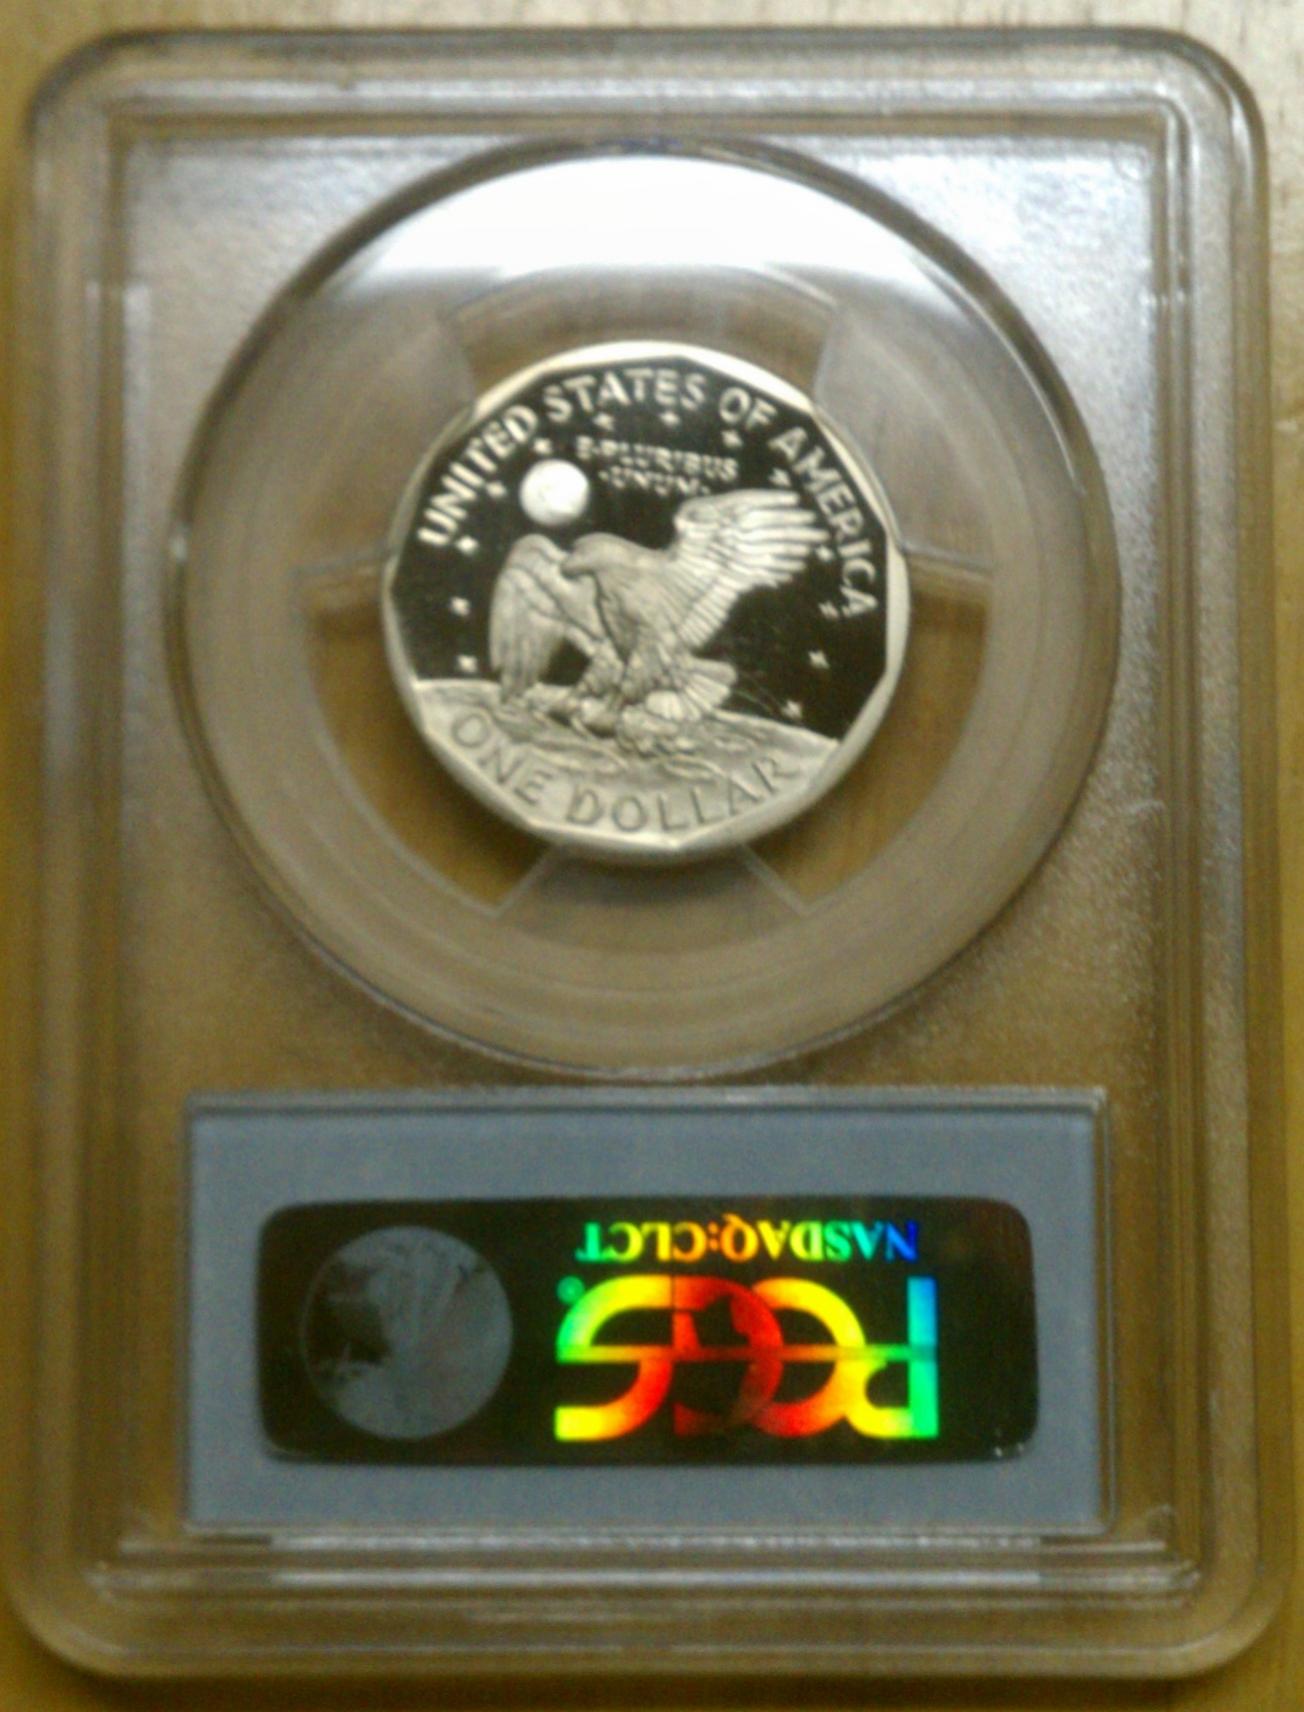 UNITED STATES OF AMERICA
E·PLURIBUS
·UNUM·
ONE DOLLAR
NASDAQ:CLCT
PCGS®